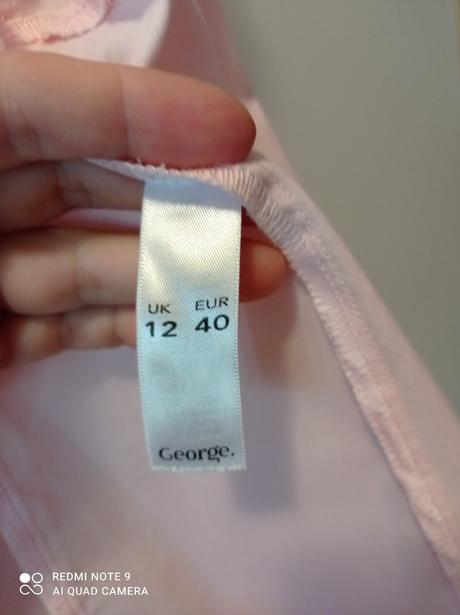 UK EUR
12 40
George.
REDMI NOTE 9
AI QUAD CAMERA